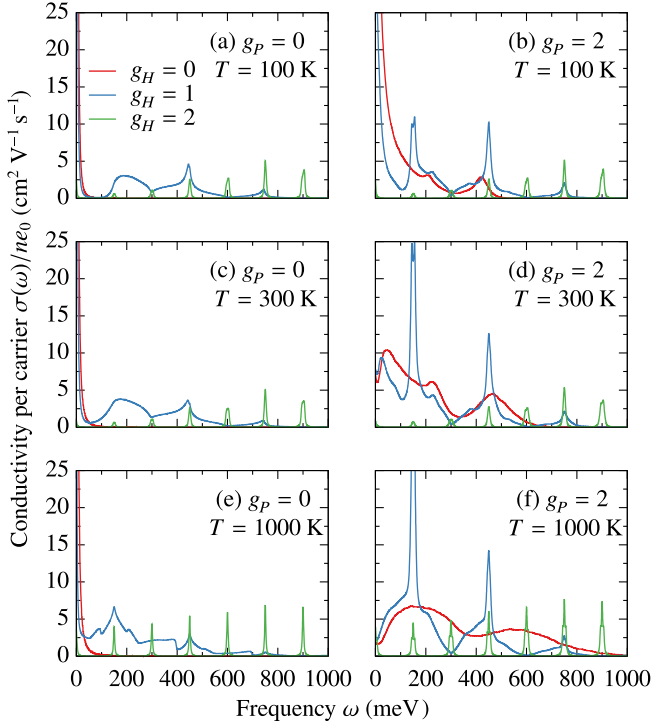 Conductivity per carrier σ(ω)/ne₀ (cm² V⁻¹ s⁻¹)
25
20
15
10
5
0
(a) g_P = 0
T = 100 K
g_H = 0
g_H = 1
g_H = 2
(b) g_P = 2
T = 100 K
25
20
15
10
5
0
(c) g_P = 0
T = 300 K
(d) g_P = 2
T = 300 K
25
20
15
10
5
0
(e) g_P = 0
T = 1000 K
(f) g_P = 2
T = 1000 K
0 200 400 600 800 1000
0 200 400 600 800 1000
Frequency ω (meV)